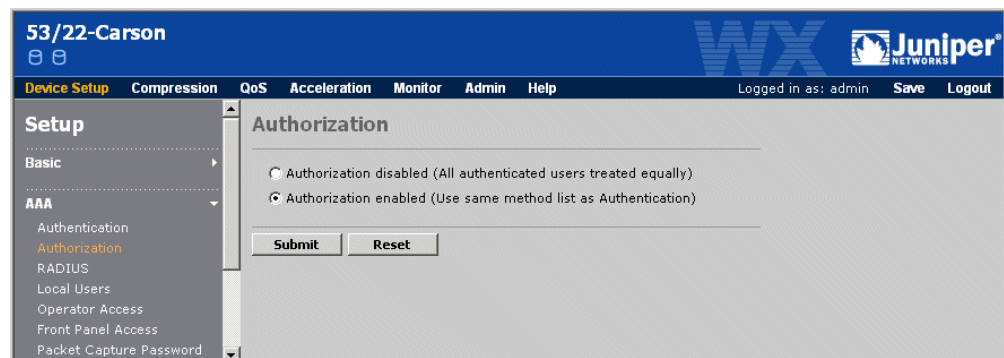 53/22-Carson
WX
Juniper®
NETWORKS
Device Setup Compression QoS Acceleration Monitor Admin Help Logged in as: admin Save Logout
Setup
Basic
AAA
Authentication
Authorization
RADIUS
Local Users
Operator Access
Front Panel Access
Packet Capture Password
Authorization
Authorization disabled (All authenticated users treated equally)
Authorization enabled (Use same method list as Authentication)
Submit Reset